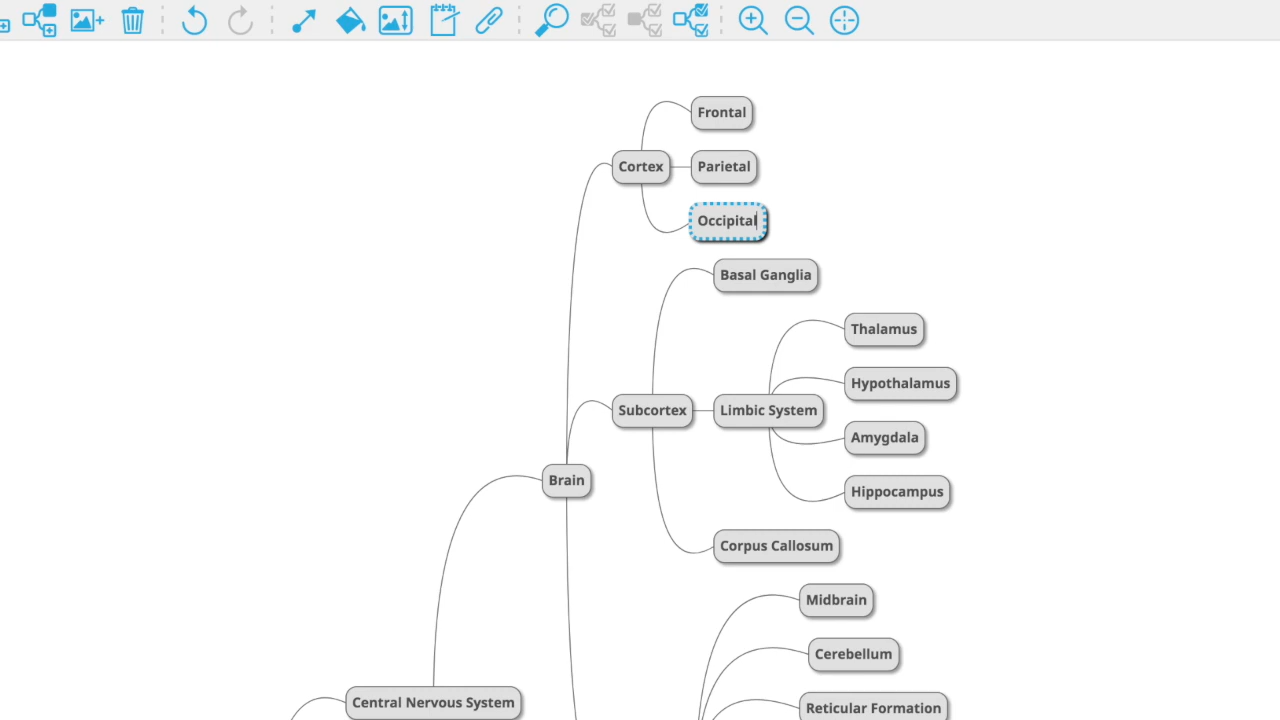 Frontal
Cortex
Parietal
Occipital
Basal Ganglia
Thalamus
Hypothalamus
Subcortex
Limbic System
Amygdala
Brain
Hippocampus
Corpus Callosum
Midbrain
Cerebellum
Central Nervous System
Reticular Formation